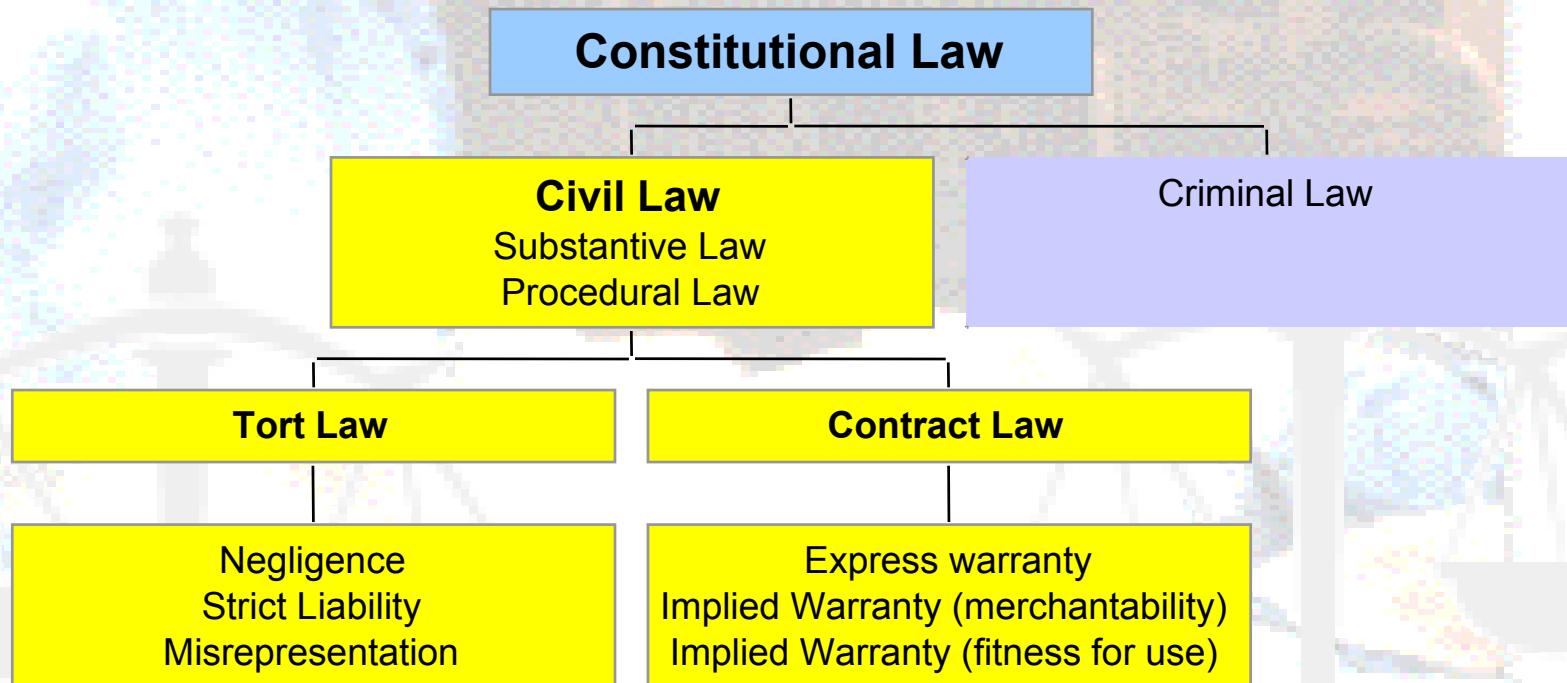 Constitutional Law
Civil Law
Substantive Law
Procedural Law
Criminal Law
Tort Law
Contract Law
Negligence
Strict Liability
Misrepresentation
Express warranty
Implied Warranty (merchantability)
Implied Warranty (fitness for use)